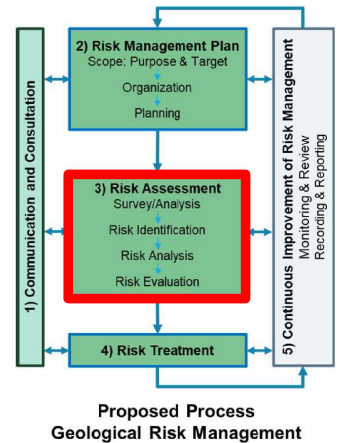 1) Communication and Consultation
2) Risk Management Plan
Scope: Purpose & Target
Organization
Planning
3) Risk Assessment
Survey/Analysis
Risk Identification
Risk Analysis
Risk Evaluation
4) Risk Treatment
5) Continuous Improvement of Risk Management
Monitoring & Review
Recording & Reporting
Proposed Process
Geological Risk Management